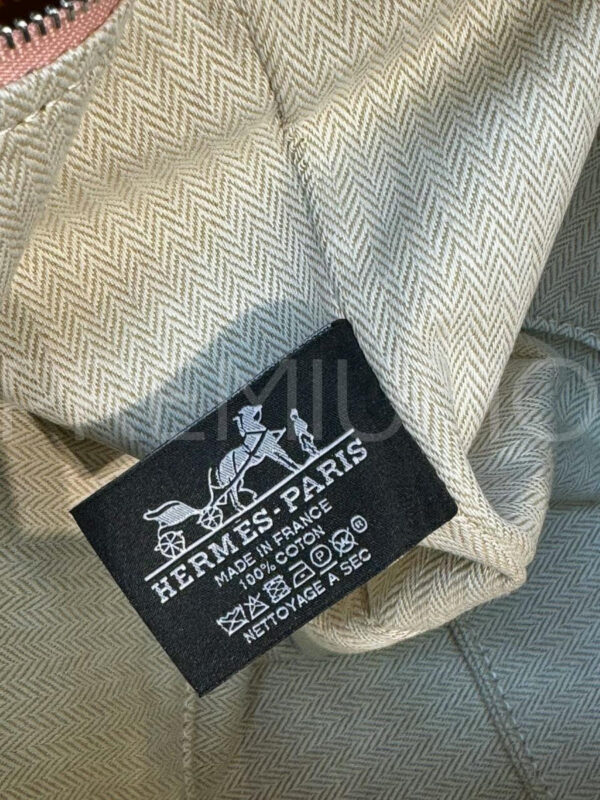 HERMES-PARIS
MADE IN FRANCE
100% COTON
NETTOYAGE A SEC